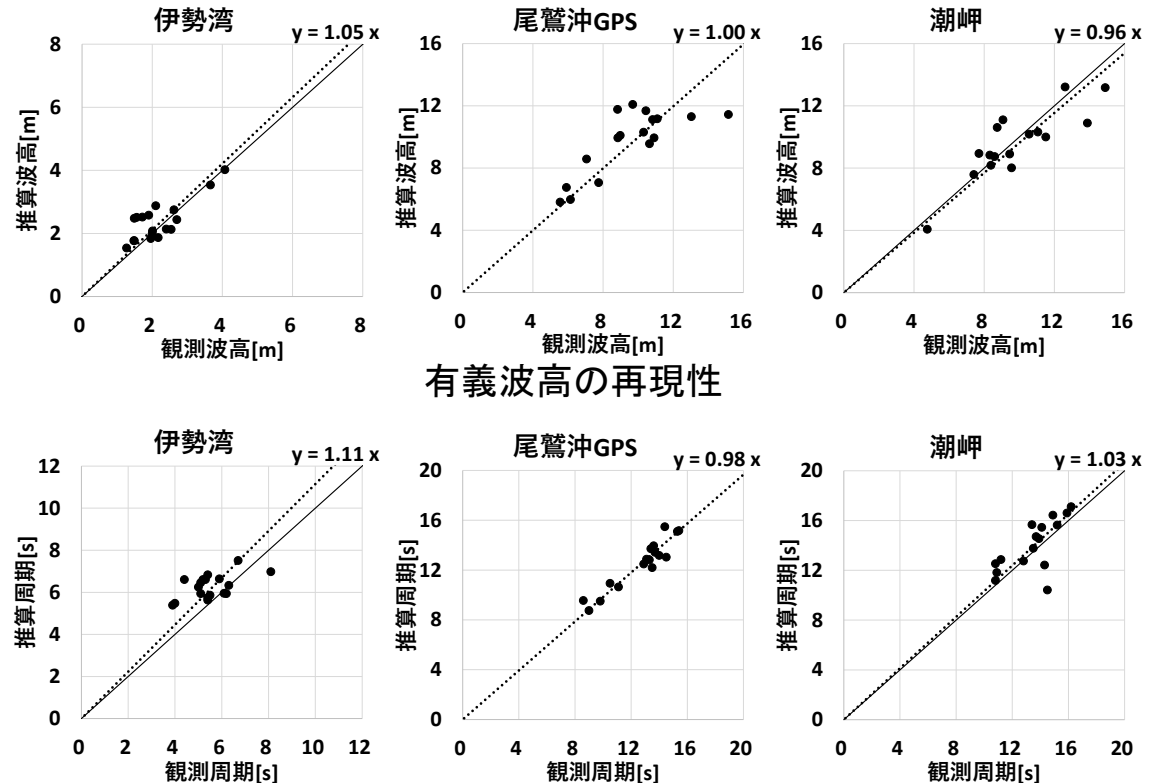 伊勢湾
y = 1.05 x
8
6
4
2
0
推算波高[m]
0 2 4 6 8
観測波高[m]
尾鷲沖GPS
y = 1.00 x
16
12
8
4
0
推算波高[m]
0 4 8 12 16
観測波高[m]
潮岬
y = 0.96 x
16
12
8
4
0
推算波高[m]
0 4 8 12 16
観測波高[m]
有義波高の再現性
伊勢湾
y = 1.11 x
12
10
8
6
4
2
0
推算周期[s]
0 2 4 6 8 10 12
観測周期[s]
尾鷲沖GPS
y = 0.98 x
20
16
12
8
4
0
推算周期[s]
0 4 8 12 16 20
観測周期[s]
潮岬
y = 1.03 x
20
16
12
8
4
0
推算周期[s]
0 4 8 12 16 20
観測周期[s]